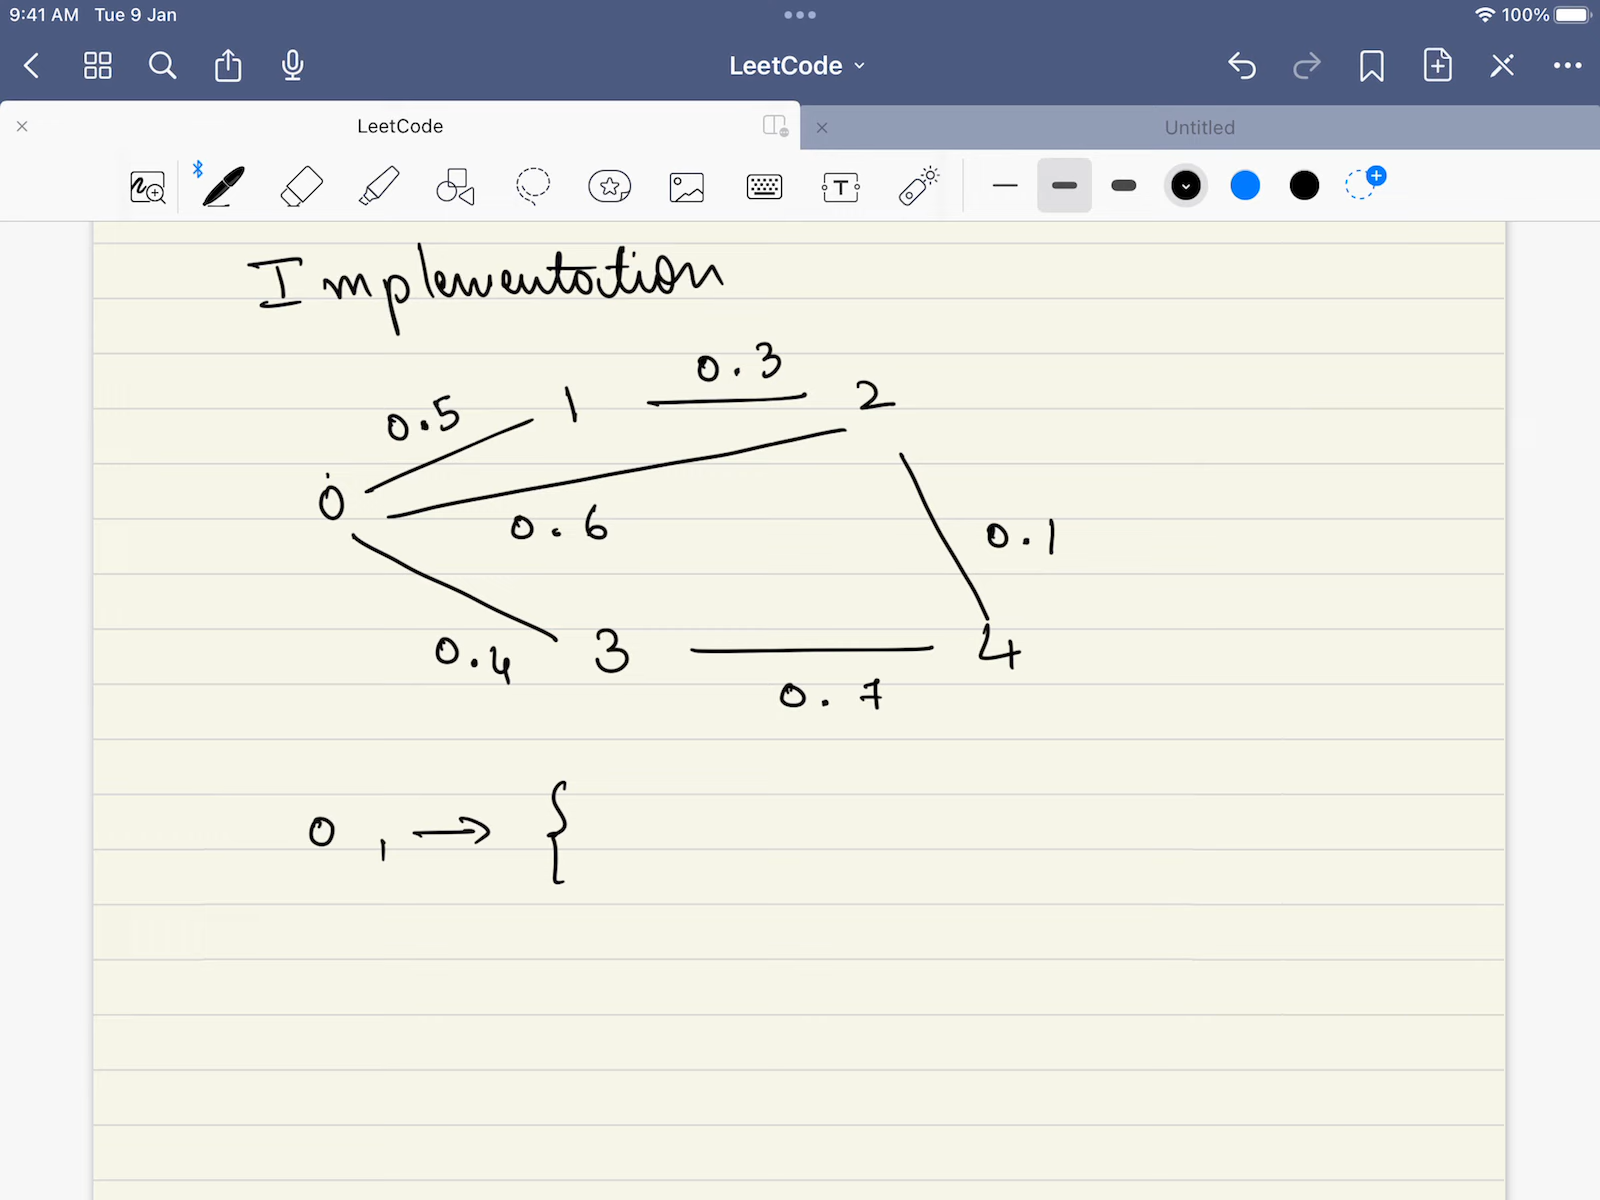 9:41 AM Tue 9 Jan 100%
LeetCode
LeetCode Untitled
T
Implementation
0.5 1 0.3 2
0 0.6 0.1
0.4 3 0.7 4
0 , → {